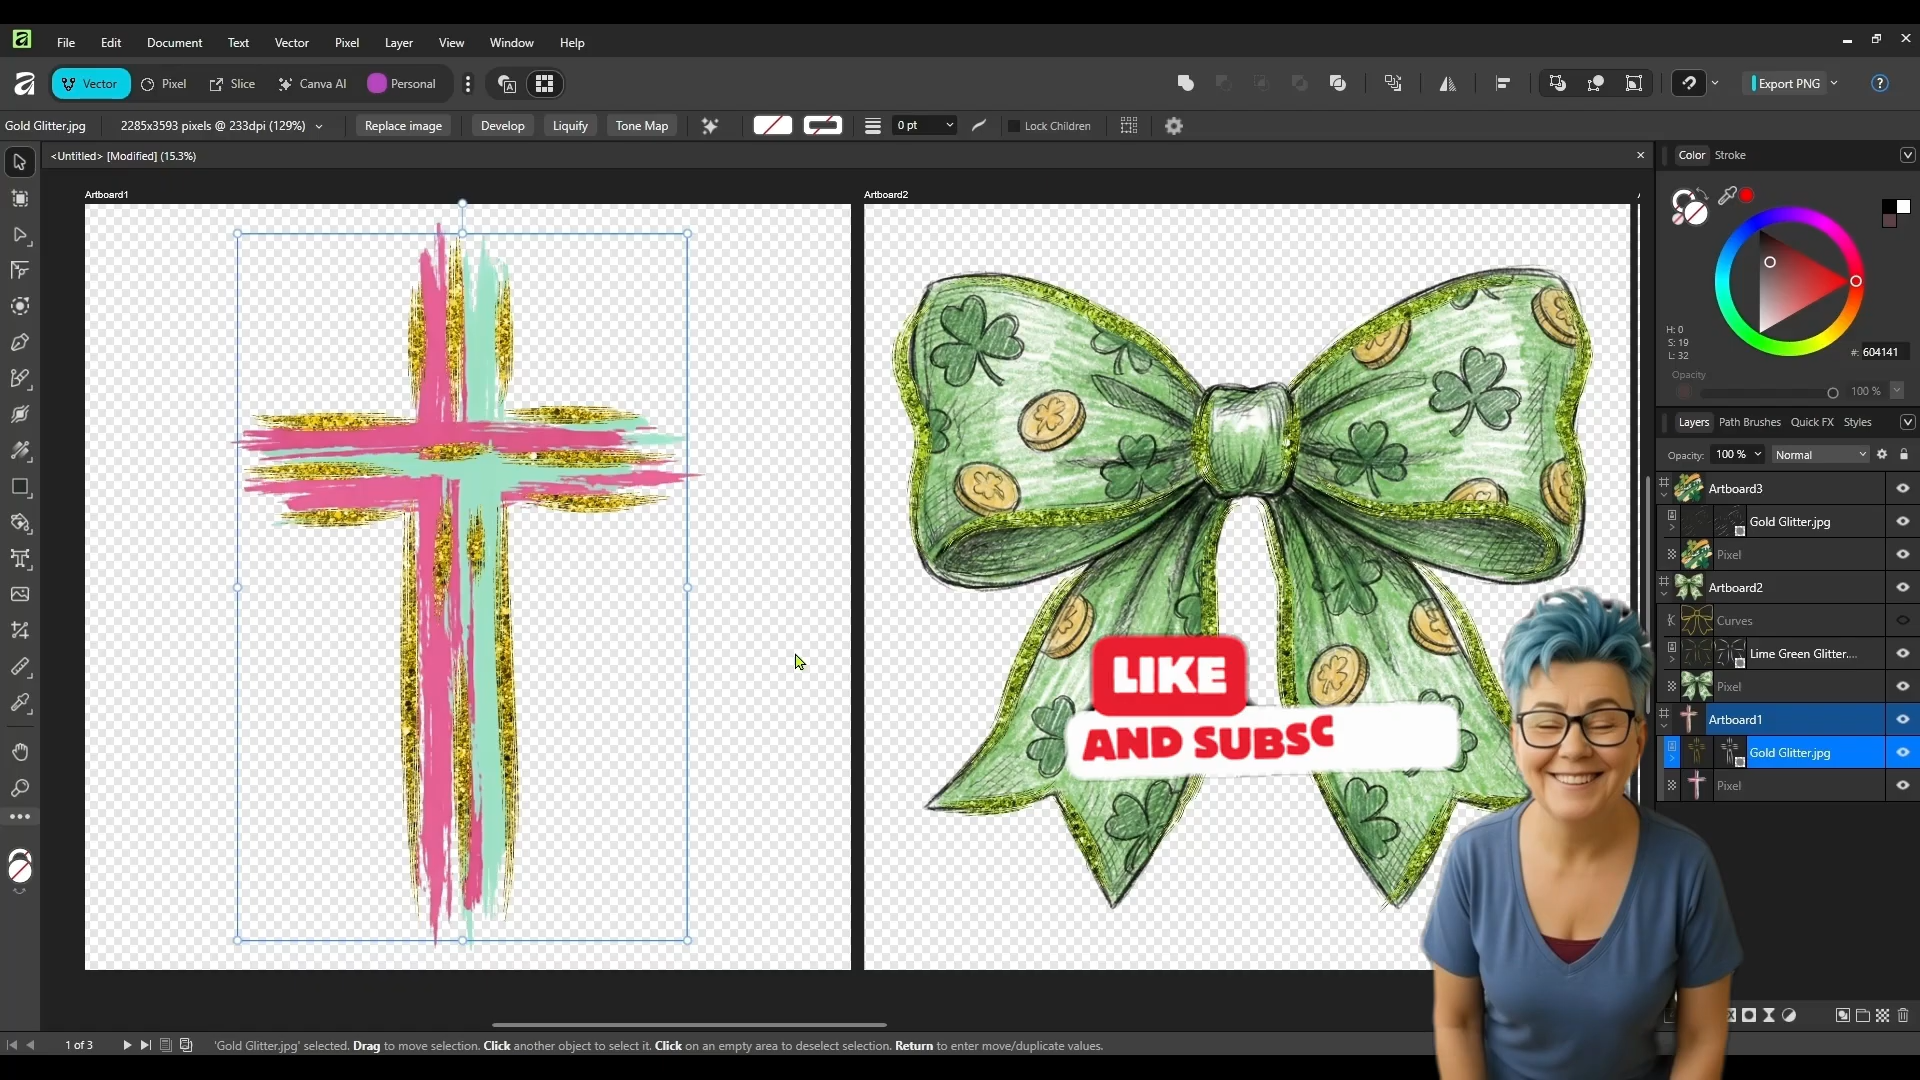 File Edit Document Text Vector Pixel Layer View Window Help
Vector Pixel Slice Canva AI Personal Export PNG
Gold Glitter.jpg 2285x3593 pixels @ 233dpi (129%) Replace image Develop Liquify Tone Map 0 pt Lock Children
<Untitled> [Modified] (15.3%)
Color Stroke
Artboard1
Artboard2
H: 0
S: 19
L: 32
#: 604141
Opacity
100 %
Layers Path Brushes Quick FX Styles
Opacity: 100 % Normal
Artboard3
Gold Glitter.jpg
Pixel
Artboard2
Curves
Lime Green Glitter....
Pixel
Artboard1
Gold Glitter.jpg
Pixel
LIKE
AND SUBSC
1 of 3 'Gold Glitter.jpg' selected. Drag to move selection. Click another object to select it. Click on an empty area to deselect selection. Return to enter move/duplicate values.